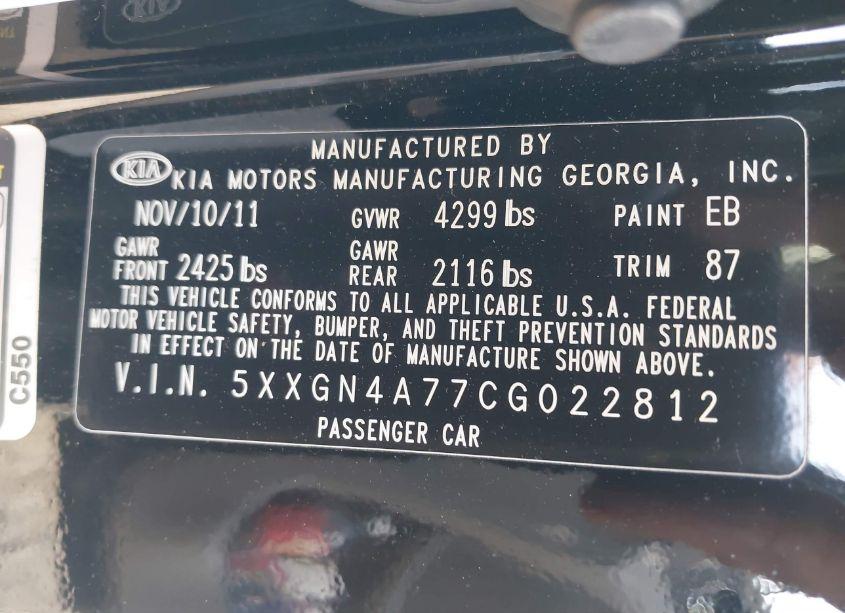 MANUFACTURED BY
KIA KIA MOTORS MANUFACTURING GEORGIA, INC.
NOV/10/11 GVWR 4299 lbs PAINT EB
GAWR FRONT 2425 lbs GAWR REAR 2116 lbs TRIM 87
THIS VEHICLE CONFORMS TO ALL APPLICABLE U.S.A. FEDERAL
MOTOR VEHICLE SAFETY, BUMPER, AND THEFT PREVENTION STANDARDS
IN EFFECT ON THE DATE OF MANUFACTURE SHOWN ABOVE.
V.I.N. 5XXGN4A77CG022812
PASSENGER CAR
C550